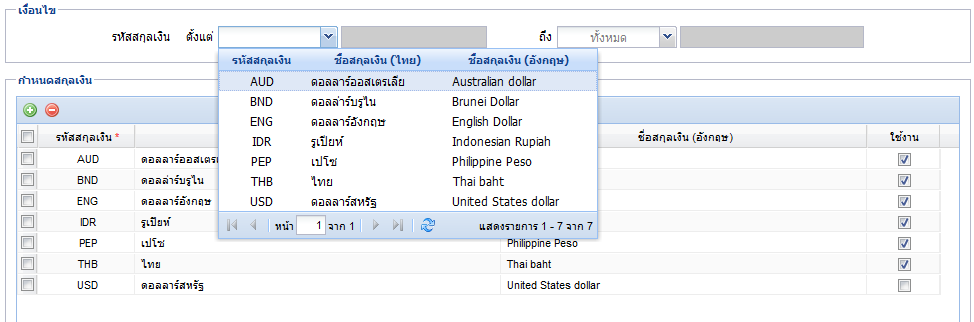 เงื่อนไข
รหัสสกุลเงิน ตั้งแต่ ถึง ทั้งหมด
รหัสสกุลเงิน ชื่อสกุลเงิน (ไทย) ชื่อสกุลเงิน (อังกฤษ)
AUD ดอลลาร์ออสเตรเลีย Australian dollar
BND ดอลล่าร์บรูไน Brunei Dollar
ENG ดอลลาร์อังกฤษ English Dollar
IDR รูเปียห์ Indonesian Rupiah
PEP เปโซ Philippine Peso
THB ไทย Thai baht
USD ดอลลาร์สหรัฐ United States dollar
หน้า 1 จาก 1 แสดงรายการ 1 - 7 จาก 7
กำหนดสกุลเงิน
รหัสสกุลเงิน * ชื่อสกุลเงิน (อังกฤษ) ใช้งาน
AUD ดอลลาร์ออสเตร
BND ดอลล่าร์บรูไน
ENG ดอลลาร์อังกฤษ
IDR รูเปียห์
PEP เปโซ Philippine Peso
THB ไทย Thai baht
USD ดอลลาร์สหรัฐ United States dollar